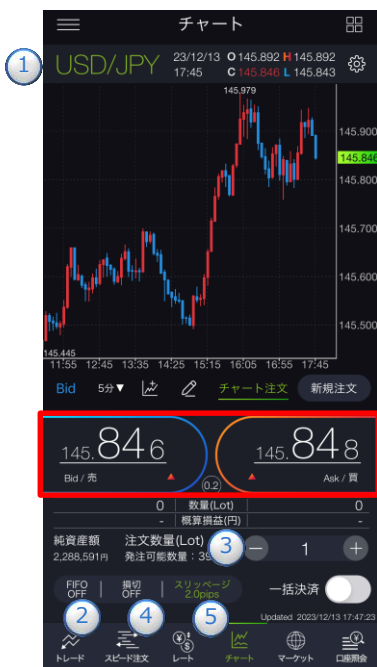 チャート
1 USD/JPY 23/12/13 O 145.892 H 145.892
17:45 C 145.846 L 145.843
145.979
145.900
145.846
145.800
145.700
145.600
145.500
145.445
11:55 12:45 13:35 14:25 15:15 16:05 16:55 17:45
Bid 5分▼ チャート注文 新規注文
145.846 145.848
Bid / 売 0.2 Ask / 買
0 数量(Lot) 0
- 概算損益(円) -
純資産額 注文数量(Lot)
2,288,591円 発注可能数量:39 3 − 1 +
FIFO OFF 損切 OFF スリッページ 2.0pips 一括決済
2 4 5 Updated 2023/12/13 17:47:23
トレード スピード注文 レート チャート マーケット 口座照会